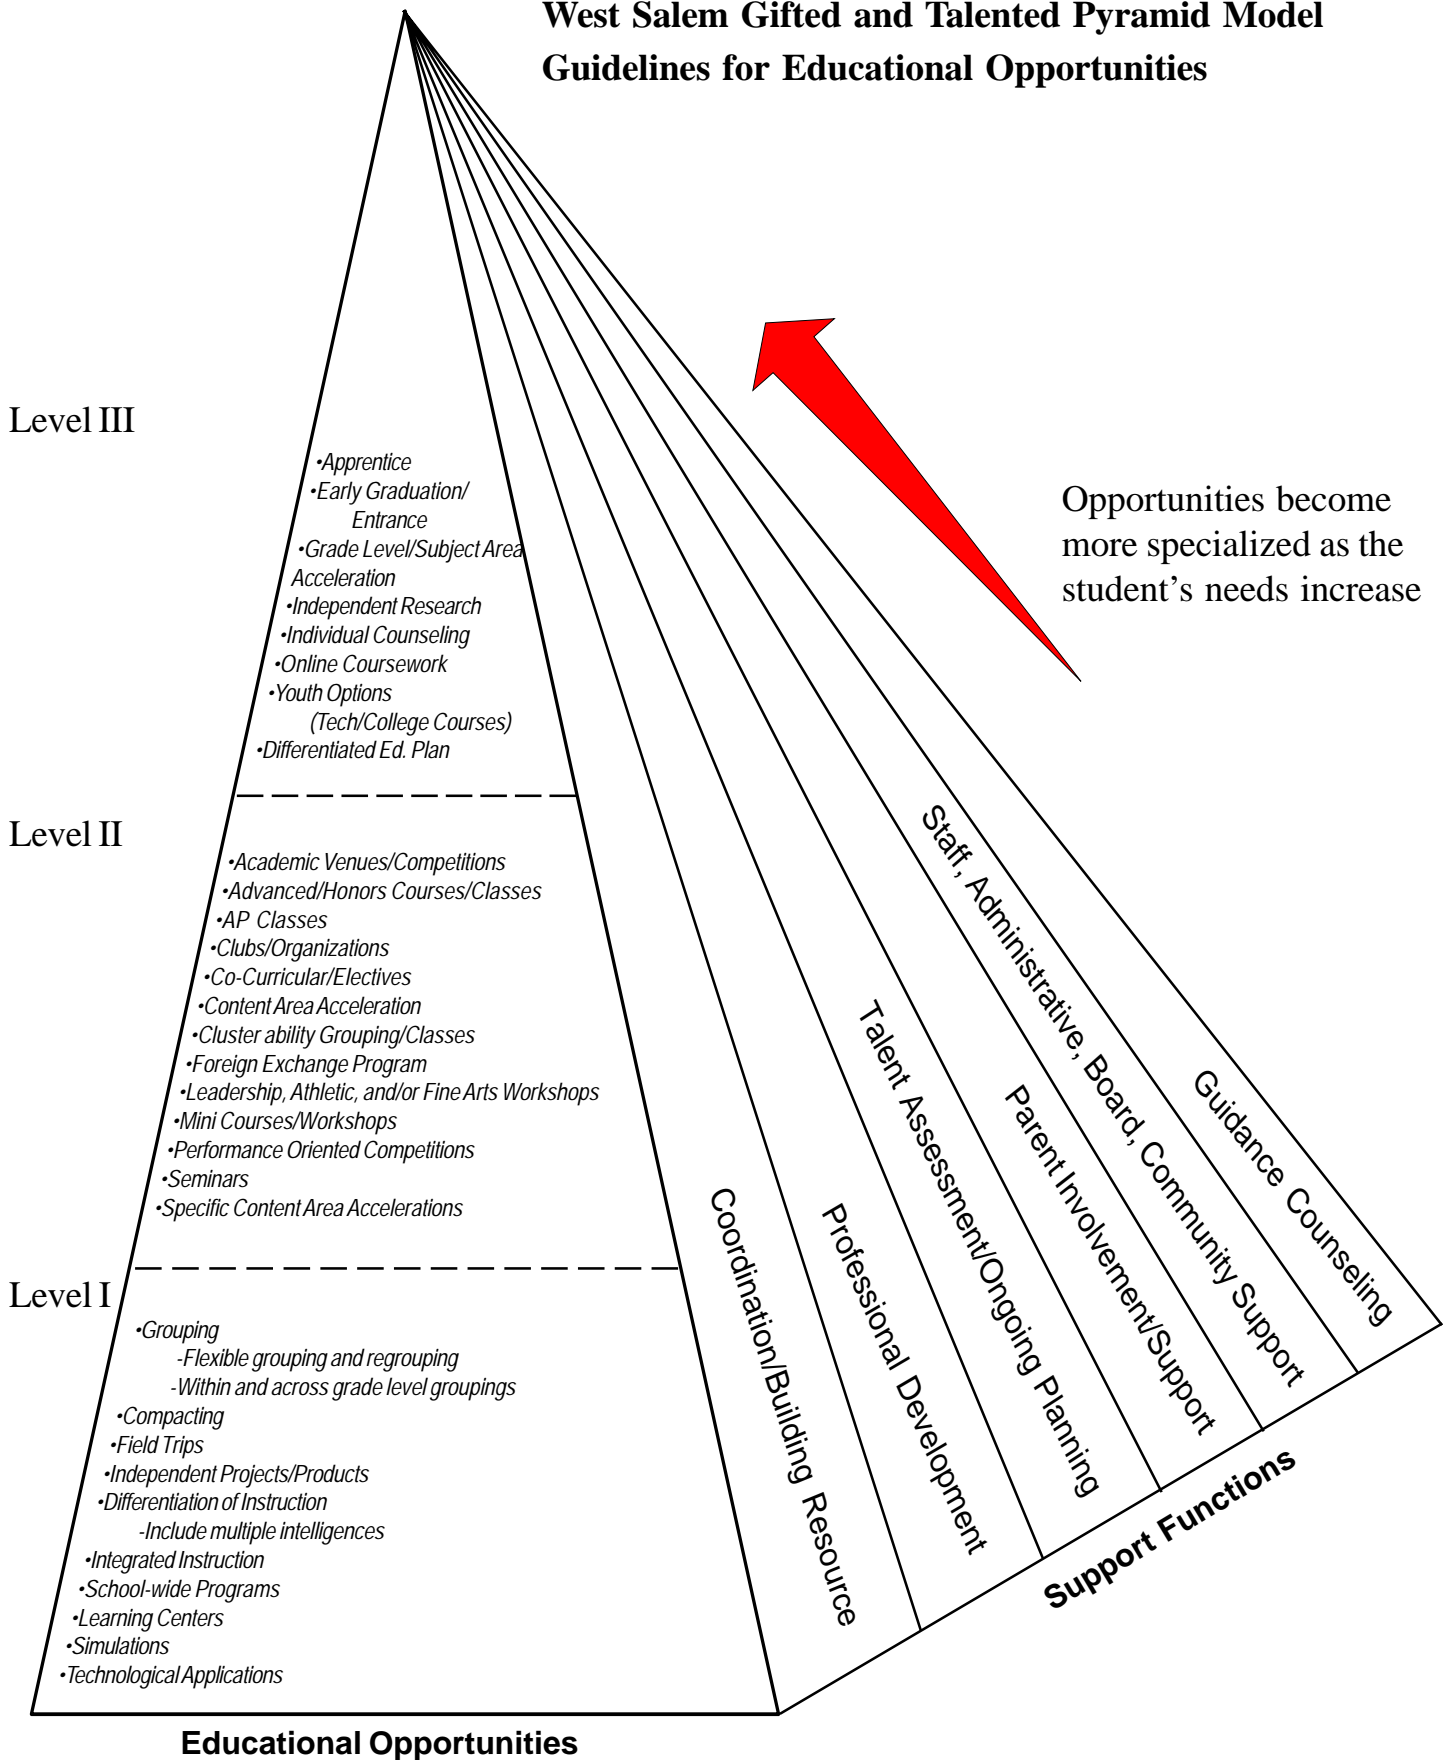 West Salem Gifted and Talented Pyramid Model
Guidelines for Educational Opportunities
Level III
•Apprentice
•Early Graduation/
Entrance
•Grade Level/Subject Area
Acceleration
•Independent Research
•Individual Counseling
•Online Coursework
•Youth Options
(Tech/College Courses)
•Differentiated Ed. Plan
Opportunities become
more specialized as the
student’s needs increase
Level II
•Academic Venues/Competitions
•Advanced/Honors Courses/Classes
•AP Classes
•Clubs/Organizations
•Co-Curricular/Electives
•Content Area Acceleration
•Cluster ability Grouping/Classes
•Foreign Exchange Program
•Leadership, Athletic, and/or Fine Arts Workshops
•Mini Courses/Workshops
•Performance Oriented Competitions
•Seminars
•Specific Content Area Accelerations
Level I
•Grouping
-Flexible grouping and regrouping
-Within and across grade level groupings
•Compacting
•Field Trips
•Independent Projects/Products
•Differentiation of Instruction
-Include multiple intelligences
•Integrated Instruction
•School-wide Programs
•Learning Centers
•Simulations
•Technological Applications
Coordination/Building Resource
Professional Development
Talent Assessment/Ongoing Planning
Parent Involvement/Support
Staff, Administrative, Board, Community Support
Guidance Counseling
Support Functions
Educational Opportunities